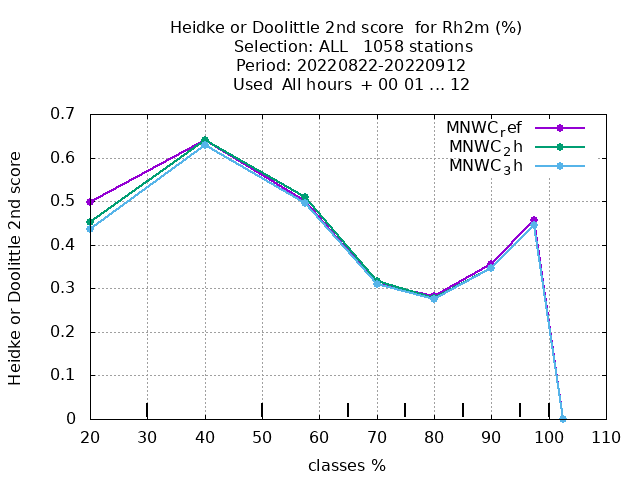 Heidke or Doolittle 2nd score  for Rh2m (%)
Selection: ALL   1058 stations
Period: 20220822-20220912
Used  All hours  + 00 01 ... 12
MNWC_ref
MNWC_2h
MNWC_3h
Heidke or Doolittle 2nd score
0.7
0.6
0.5
0.4
0.3
0.2
0.1
0
20 30 40 50 60 70 80 90 100 110
classes %